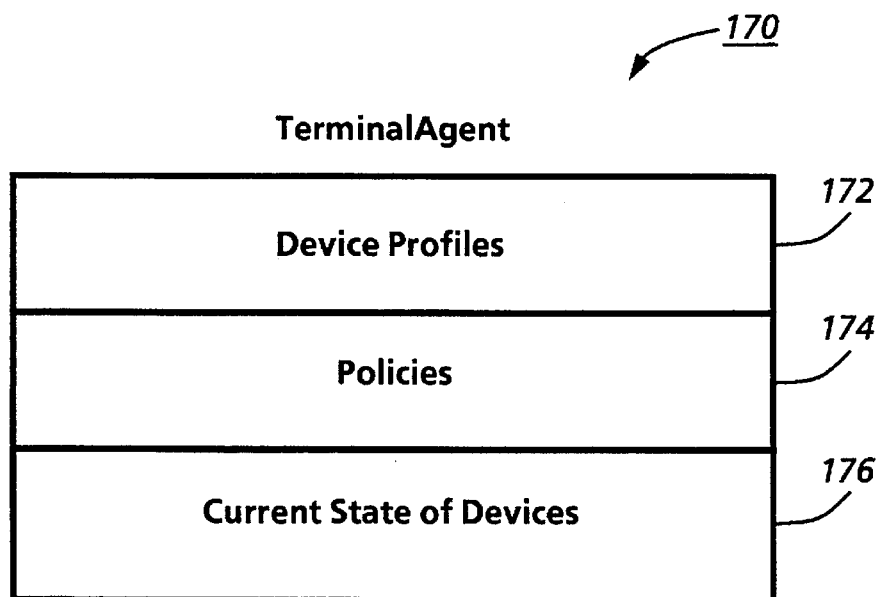 170
TerminalAgent
172
Device Profiles
174
Policies
176
Current State of Devices